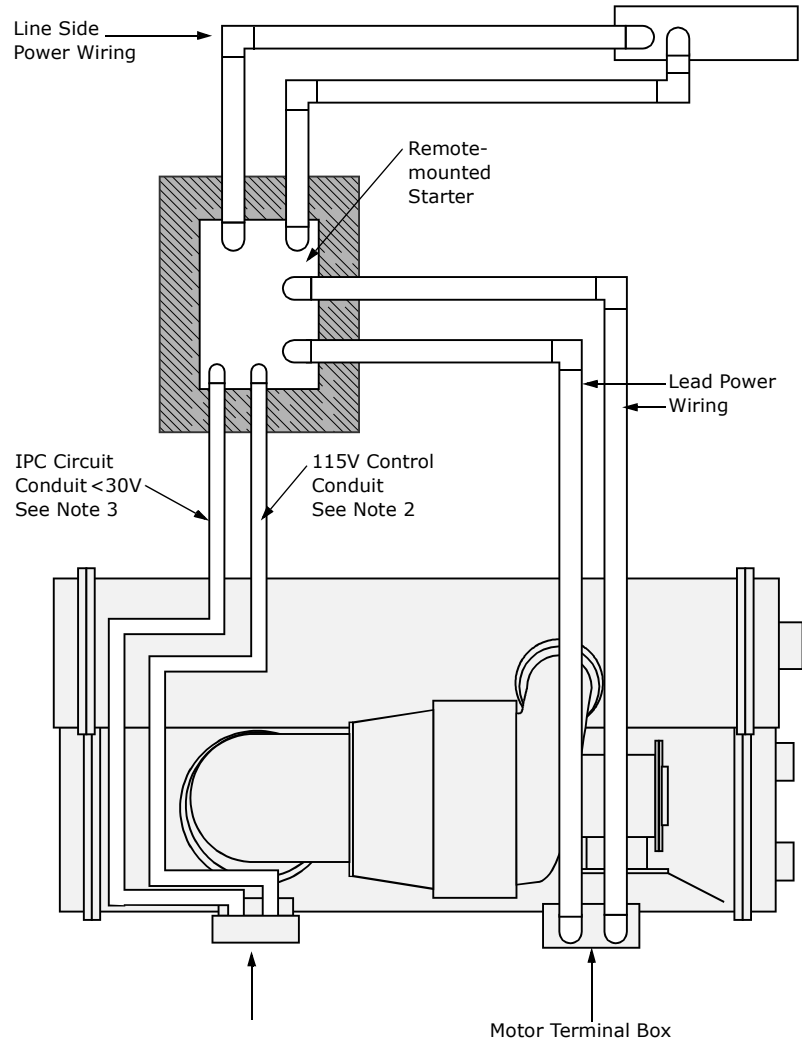 Line Side
Power Wiring
Remote-
mounted
Starter
Lead Power
Wiring
IPC Circuit
Conduit <30V
See Note 3
115V Control
Conduit
See Note 2
Motor Terminal Box